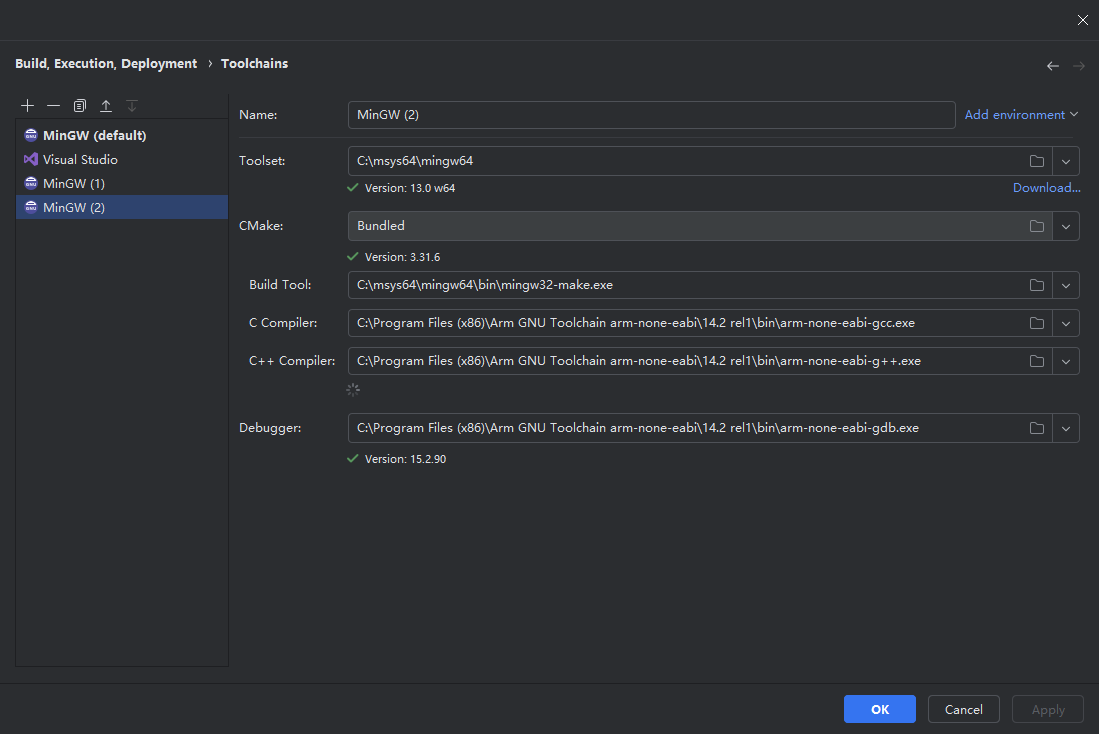 Build, Execution, Deployment › Toolchains
MinGW (default)
Visual Studio
MinGW (1)
MinGW (2)
Name: MinGW (2) Add environment
Toolset: C:\msys64\mingw64
Version: 13.0 w64 Download...
CMake: Bundled
Version: 3.31.6
Build Tool: C:\msys64\mingw64\bin\mingw32-make.exe
C Compiler: C:\Program Files (x86)\Arm GNU Toolchain arm-none-eabi\14.2 rel1\bin\arm-none-eabi-gcc.exe
C++ Compiler: C:\Program Files (x86)\Arm GNU Toolchain arm-none-eabi\14.2 rel1\bin\arm-none-eabi-g++.exe
Debugger: C:\Program Files (x86)\Arm GNU Toolchain arm-none-eabi\14.2 rel1\bin\arm-none-eabi-gdb.exe
Version: 15.2.90
OK Cancel Apply